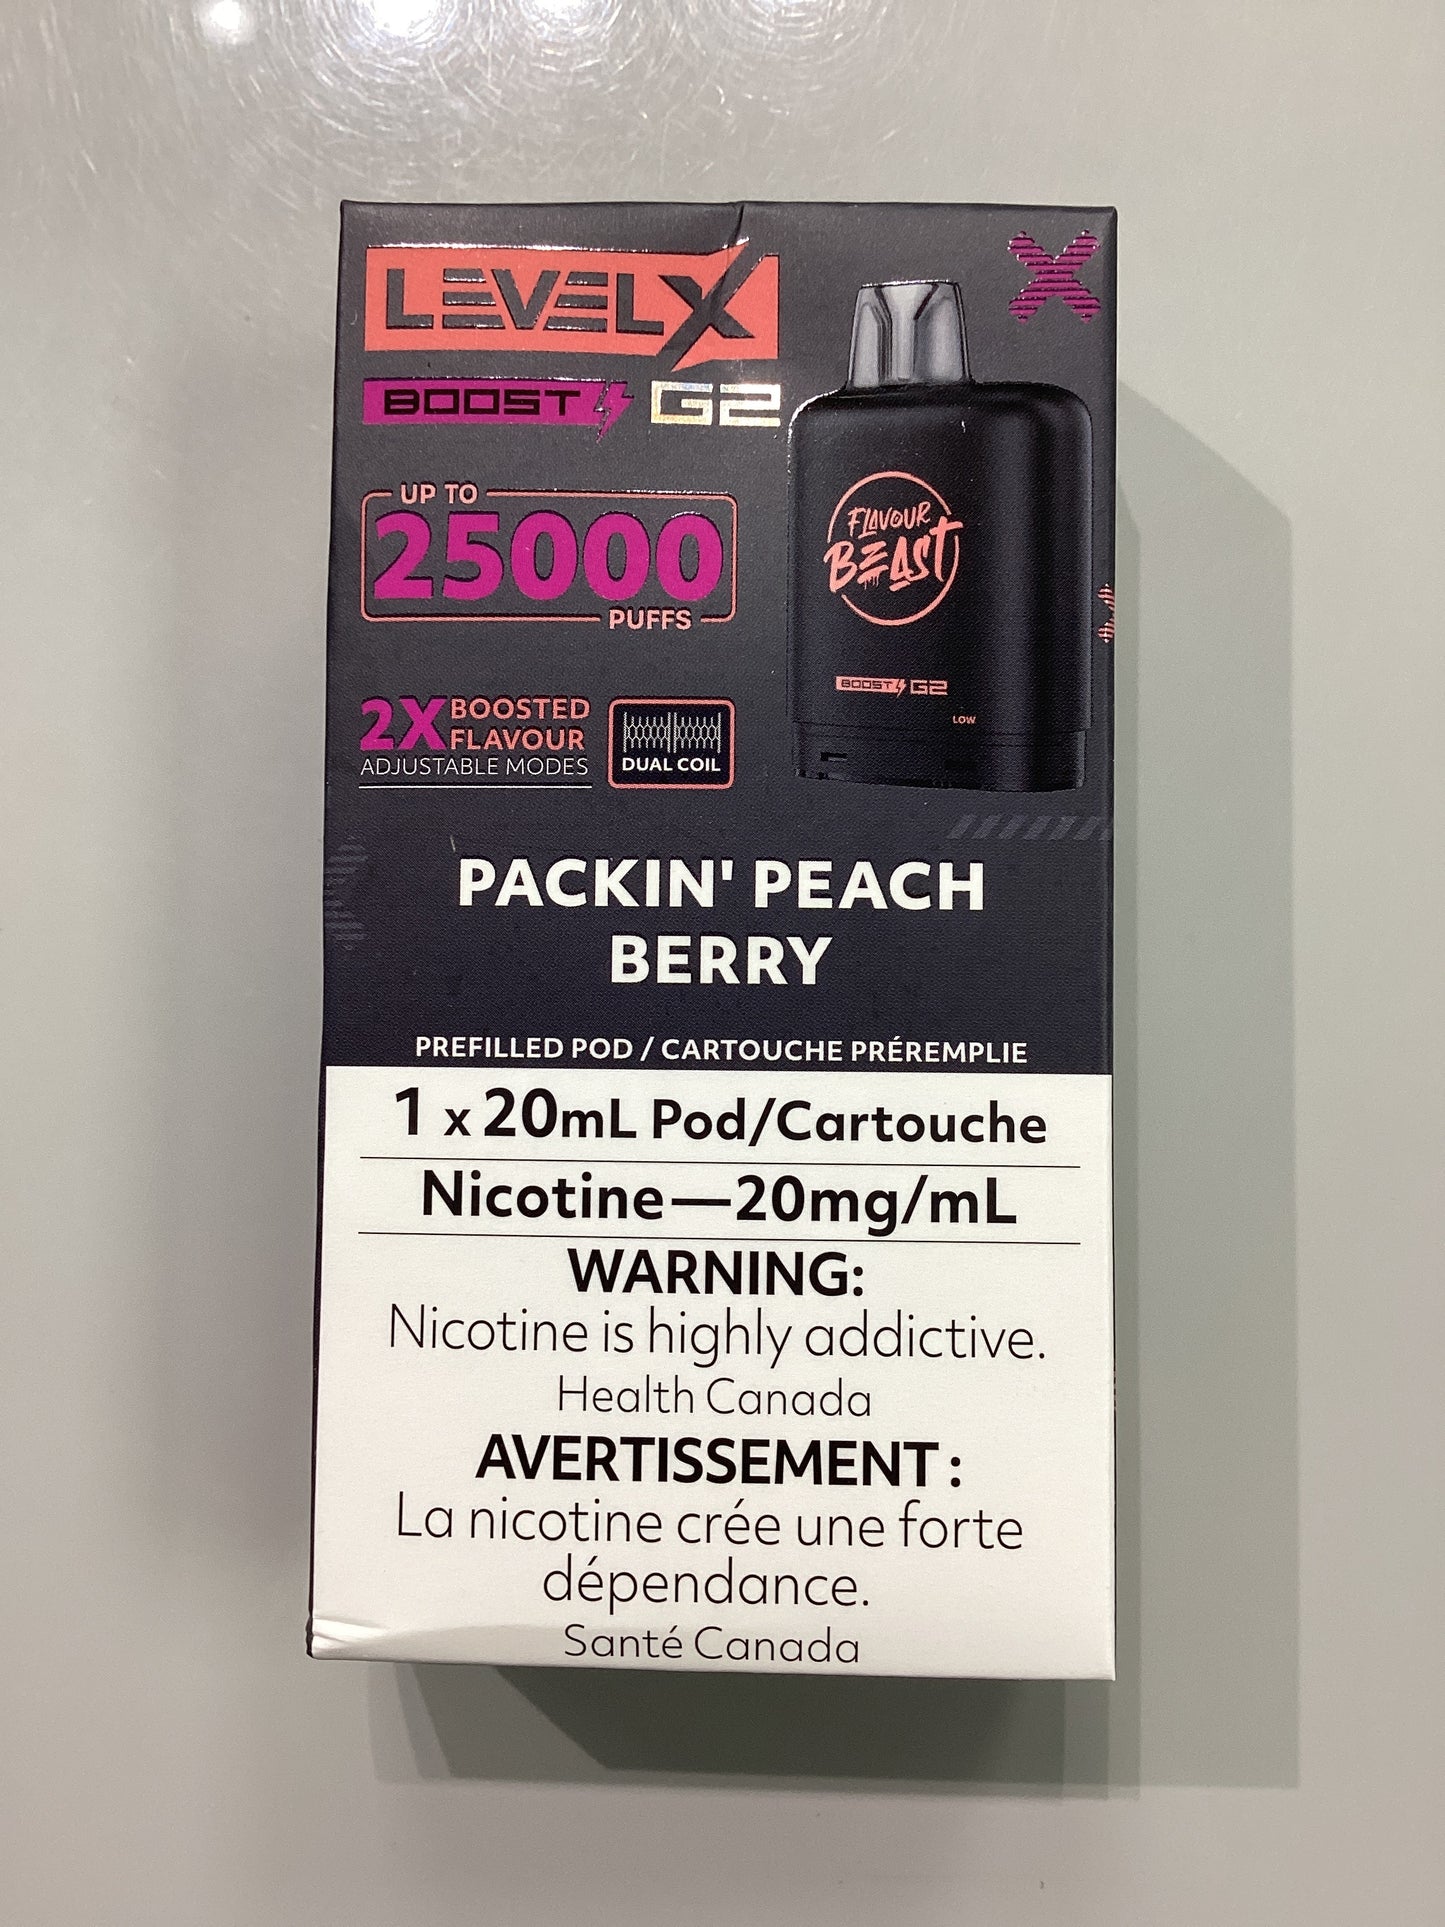 LEVELX
BOOST G2
UP TO
25000
PUFFS
2X BOOSTED
FLAVOUR
ADJUSTABLE MODES
DUAL COIL
FLAVOUR
BEAST
BOOST G2
LOW
PACKIN' PEACH
BERRY
PREFILLED POD / CARTOUCHE PRÉREMPLIE
1 x 20mL Pod/Cartouche
Nicotine—20mg/mL
WARNING:
Nicotine is highly addictive.
Health Canada
AVERTISSEMENT :
La nicotine crée une forte
dépendance.
Santé Canada